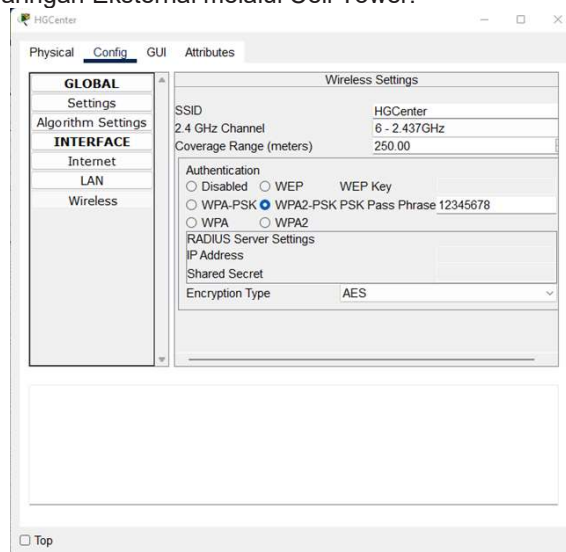 aringan Eksternal melalui Cell Tower.
HGCenter
Physical Config GUI Attributes
GLOBAL
Settings
Algorithm Settings
INTERFACE
Internet
LAN
Wireless
Wireless Settings
SSID HGCenter
2.4 GHz Channel 6 - 2.437GHz
Coverage Range (meters) 250.00
Authentication
Disabled WEP WEP Key
WPA-PSK WPA2-PSK PSK Pass Phrase 12345678
WPA WPA2
RADIUS Server Settings
IP Address
Shared Secret
Encryption Type AES
Top